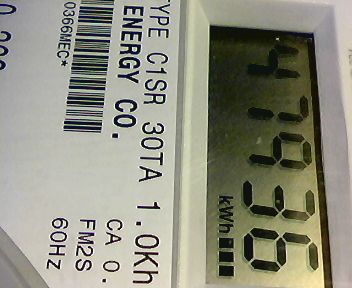 47936
kWh
TYPE C1SR 30TA 1.0Kh
ENERGY CO.
CA 0.
FM2S
60HZ
0366MEC*